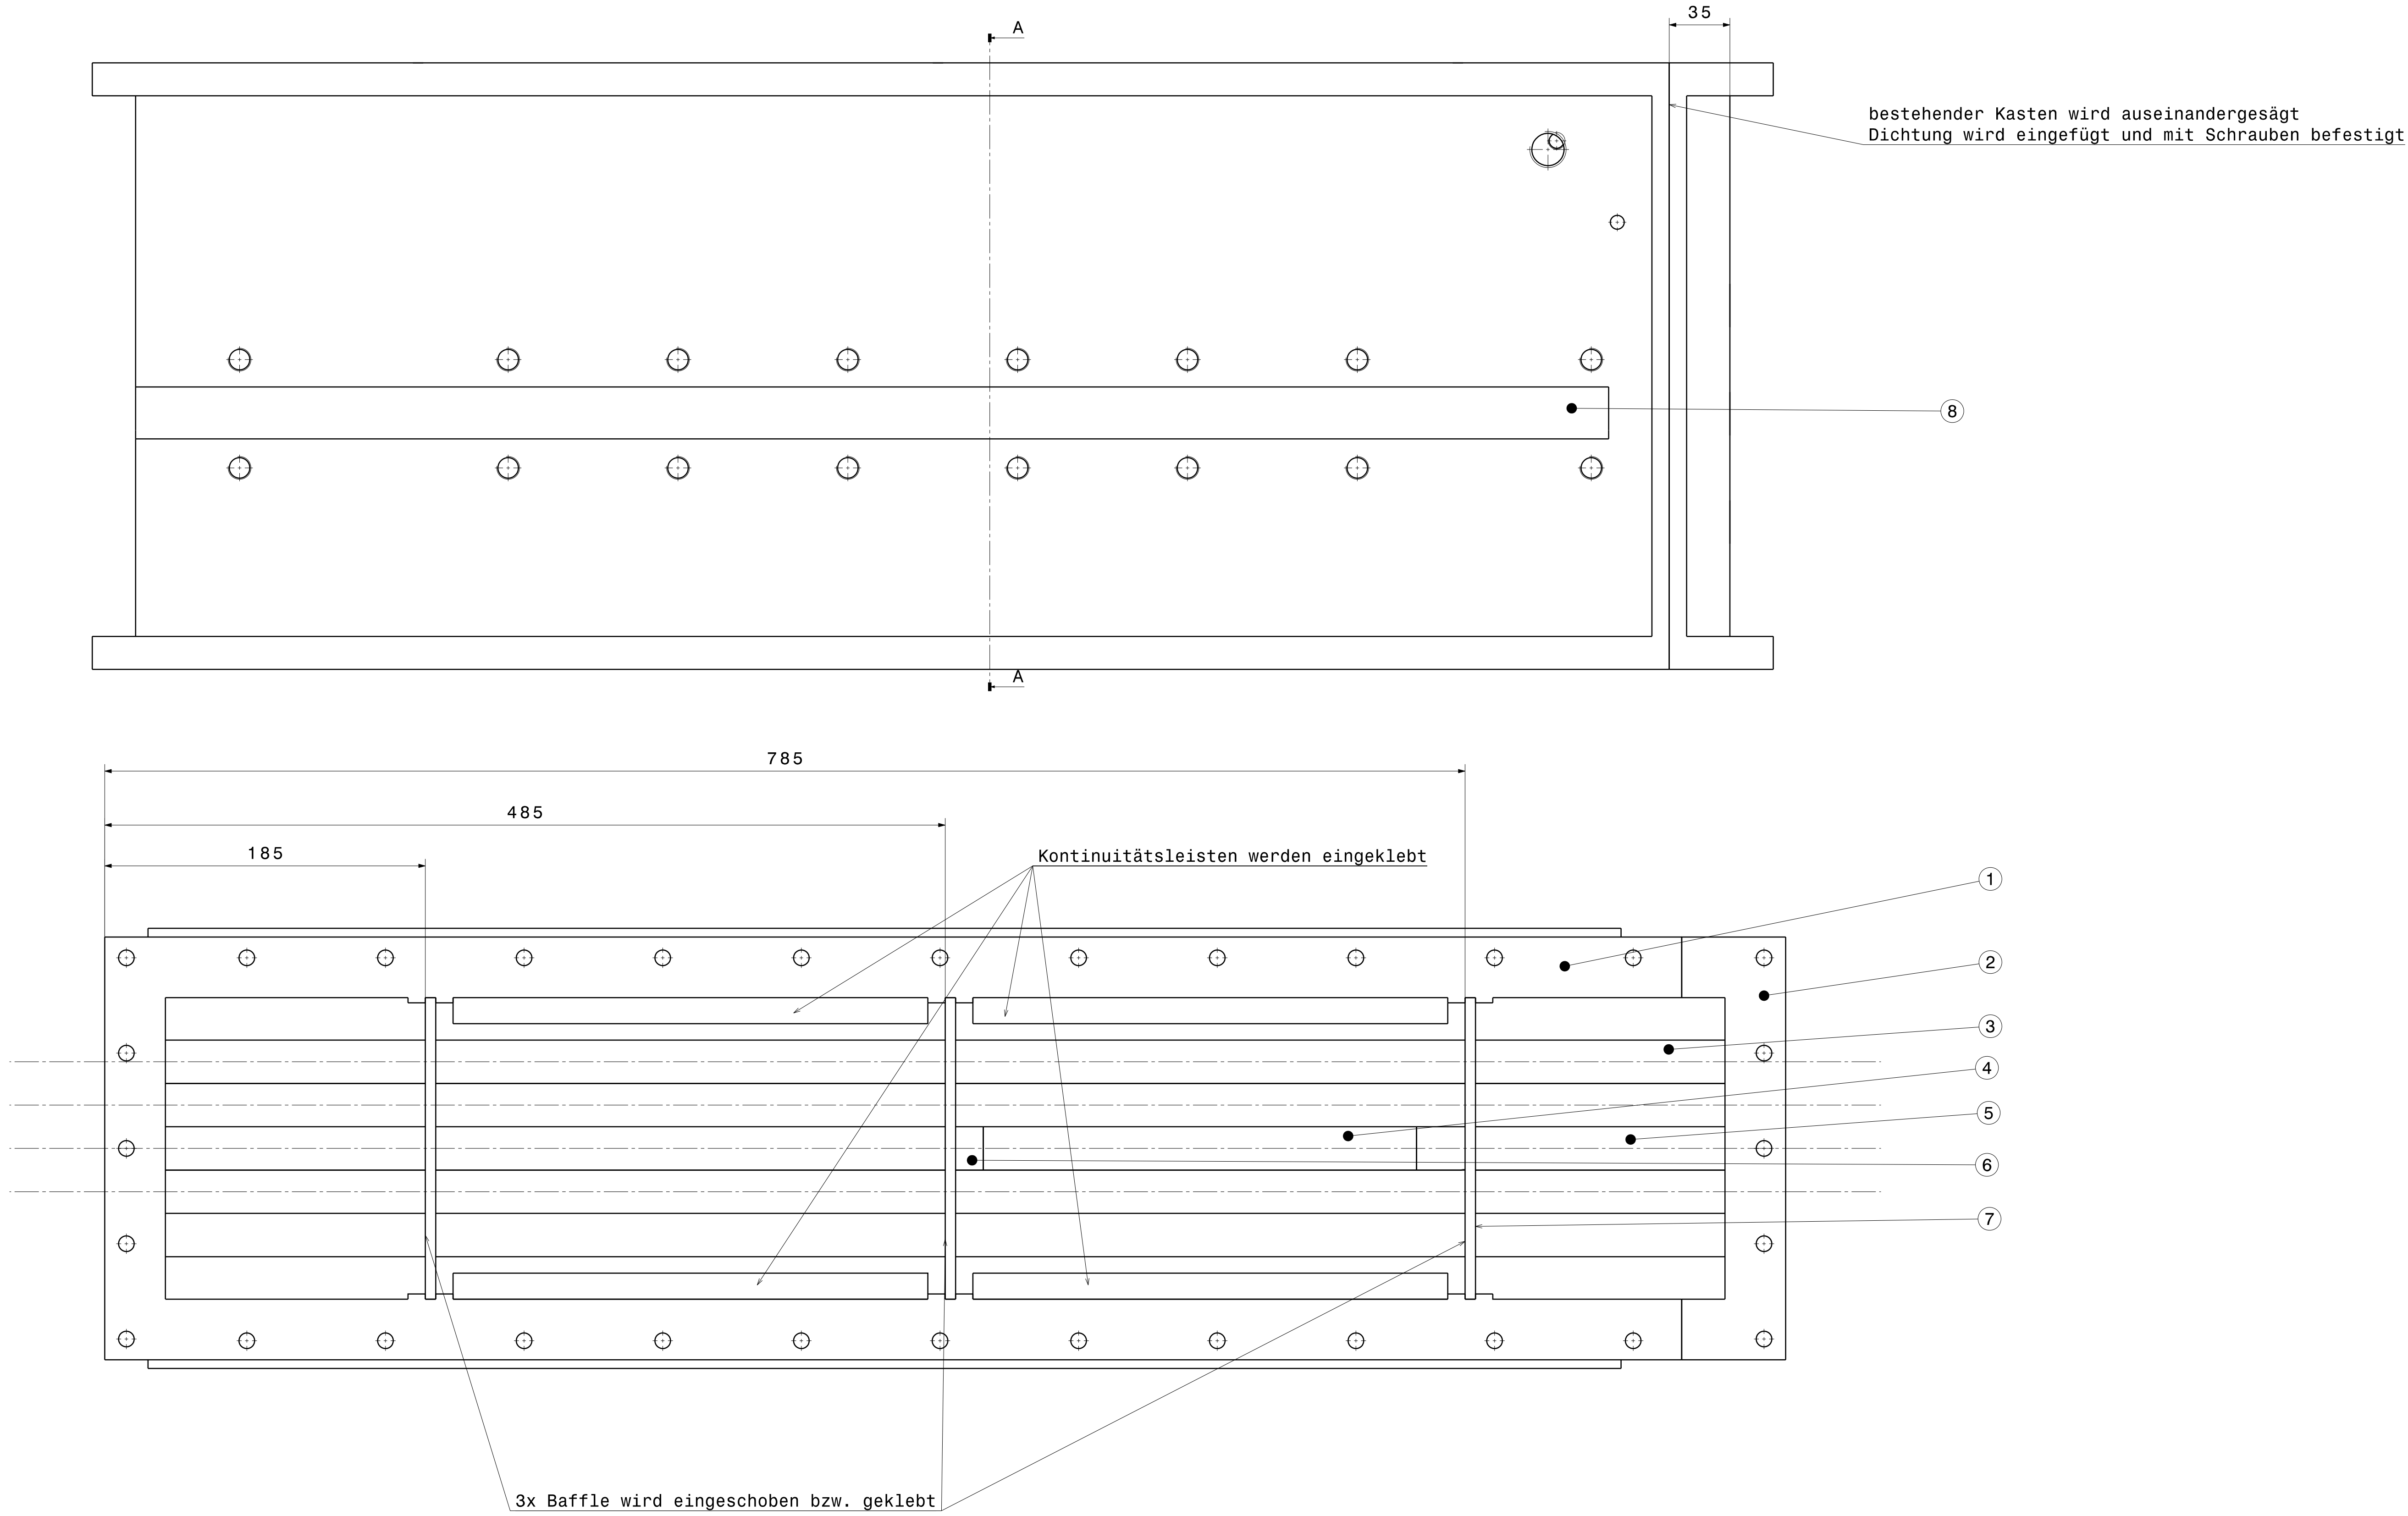 35
A
bestehender Kasten wird auseinandergesägt
Dichtung wird eingefügt und mit Schrauben befestigt
8
A
785
485
185
Kontinuitätsleisten werden eingeklebt
1
2
3
4
5
6
7
3x Baffle wird eingeschoben bzw. geklebt